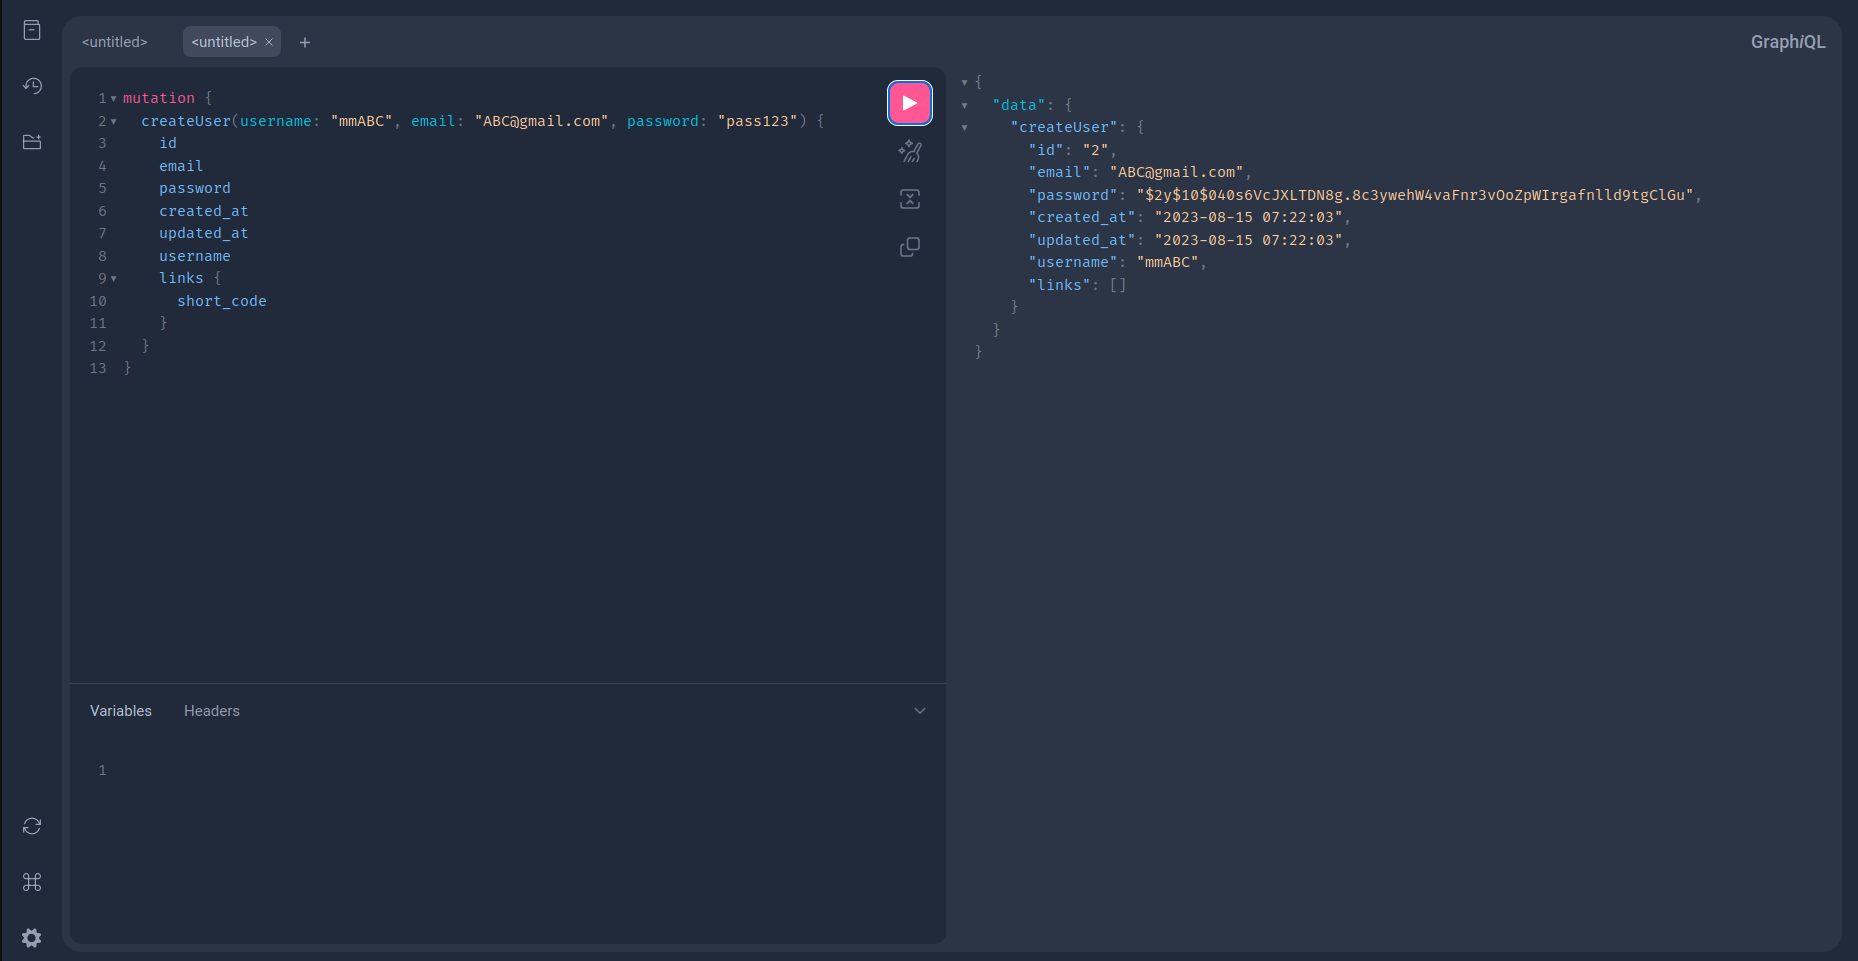 <untitled>
<untitled>
GraphiQL
1 mutation {
2 createUser(username: "mmABC", email: "ABC@gmail.com", password: "pass123") {
3 id
4 email
5 password
6 created_at
7 updated_at
8 username
9 links {
10 short_code
11 }
12 }
13 }
{
"data": {
"createUser": {
"id": "2",
"email": "ABC@gmail.com",
"password": "$2y$10$040s6VcJXLTDN8g.8c3ywehW4vaFnr3vOoZpWIrgafnlld9tgClGu",
"created_at": "2023-08-15 07:22:03",
"updated_at": "2023-08-15 07:22:03",
"username": "mmABC",
"links": []
}
}
}
Variables Headers
1